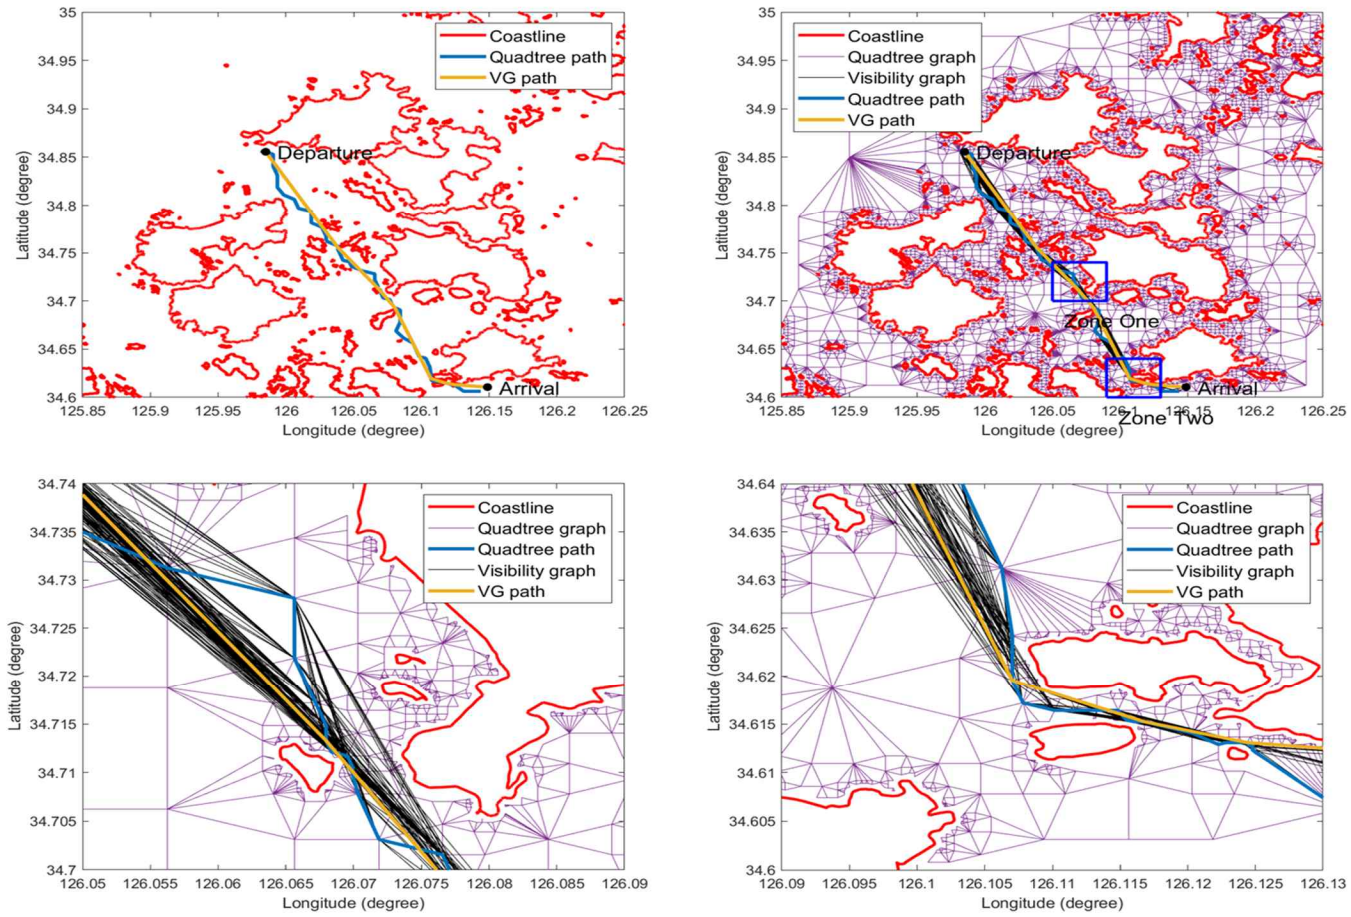 35
34.95
34.9
34.85
34.8
34.75
34.7
34.65
34.6
Latitude (degree)
Coastline
Quadtree path
VG path
Departure
Arrival
125.85 125.9 125.95 126 126.05 126.1 126.15 126.2 126.25
Longitude (degree)
35
34.95
34.9
34.85
34.8
34.75
34.7
34.65
34.6
Latitude (degree)
Coastline
Quadtree graph
Visibility graph
Quadtree path
VG path
Departure
Zone One
Arrival
125.85 125.9 125.95 126 126.05 126.1 126.15 126.2 126.25
Zone Two
Longitude (degree)
34.74
34.735
34.73
34.725
34.72
34.715
34.71
34.705
34.7
Latitude (degree)
Coastline
Quadtree graph
Quadtree path
Visibility graph
VG path
126.05 126.055 126.06 126.065 126.07 126.075 126.08 126.085 126.09
Longitude (degree)
34.64
34.635
34.63
34.625
34.62
34.615
34.61
34.605
34.6
Latitude (degree)
Coastline
Quadtree graph
Quadtree path
Visibility graph
VG path
126.09 126.095 126.1 126.105 126.110 126.115 126.12 126.125 126.13
Longitude (degree)